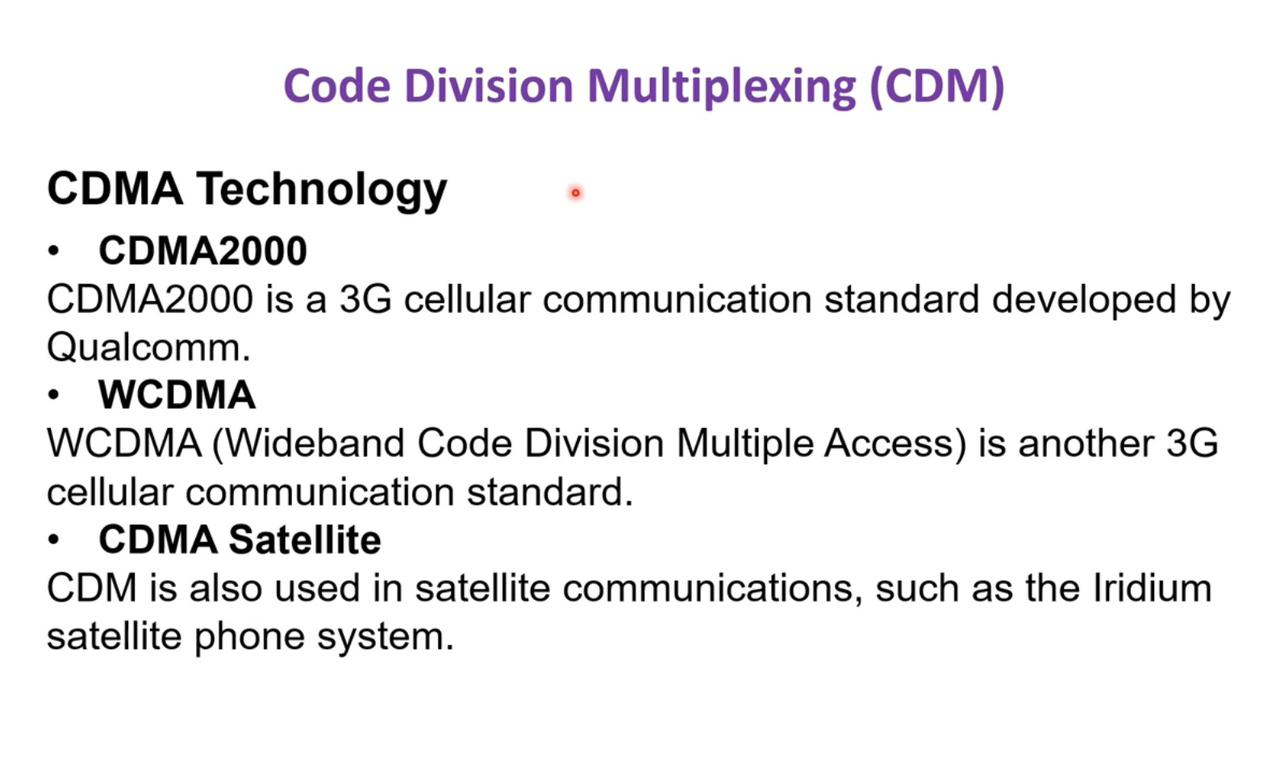 Code Division Multiplexing (CDM)
CDMA Technology
• CDMA2000
CDMA2000 is a 3G cellular communication standard developed by
Qualcomm.
• WCDMA
WCDMA (Wideband Code Division Multiple Access) is another 3G
cellular communication standard.
• CDMA Satellite
CDM is also used in satellite communications, such as the Iridium
satellite phone system.